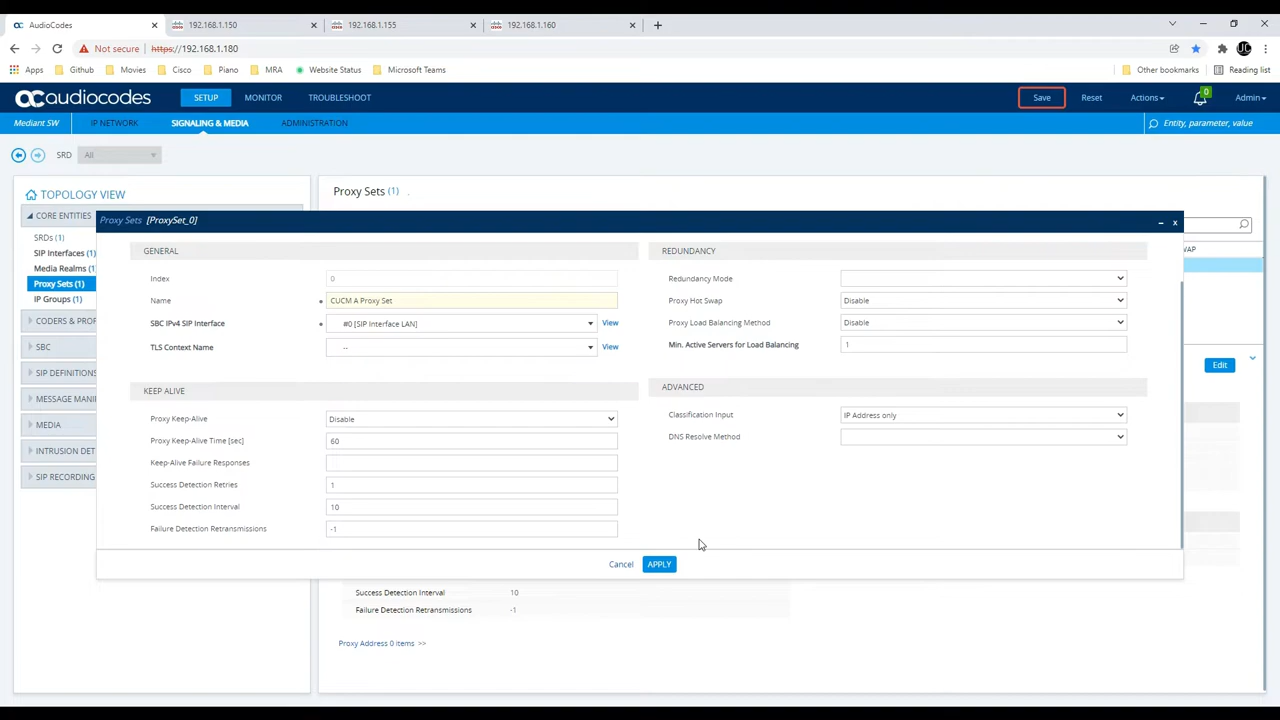 AudioCodes
192.168.1.150
192.168.1.155
192.168.1.160
Not secure
https://192.168.1.180
JC
Apps
Github
Movies
Cisco
Piano
MRA
Website Status
Microsoft Teams
Other bookmarks
Reading list
audiocodes
SETUP
MONITOR
TROUBLESHOOT
Save
Reset
Actions
0
Admin
Mediant SW
IP NETWORK
SIGNALING & MEDIA
ADMINISTRATION
Entity, parameter, value
SRD
All
TOPOLOGY VIEW
CORE ENTITIES
SRDs (1)
SIP Interfaces (1)
Media Realms (1)
Proxy Sets (1)
IP Groups (1)
CODERS & PROF
SBC
SIP DEFINITIONS
MESSAGE MANI
MEDIA
INTRUSION DET
SIP RECORDING
Proxy Sets (1)
WAP
Edit
Proxy Sets [ProxySet_0]
– x
GENERAL
Index
0
Name
CUCM A Proxy Set
SBC IPv4 SIP Interface
#0 [SIP Interface LAN]
View
TLS Context Name
--
View
KEEP ALIVE
Proxy Keep-Alive
Disable
Proxy Keep-Alive Time [sec]
60
Keep-Alive Failure Responses
Success Detection Retries
1
Success Detection Interval
10
Failure Detection Retransmissions
-1
REDUNDANCY
Redundancy Mode
Proxy Hot Swap
Disable
Proxy Load Balancing Method
Disable
Min. Active Servers for Load Balancing
1
ADVANCED
Classification Input
IP Address only
DNS Resolve Method
Cancel
APPLY
Success Detection Interval
10
Failure Detection Retransmissions
-1
Proxy Address 0 items >>